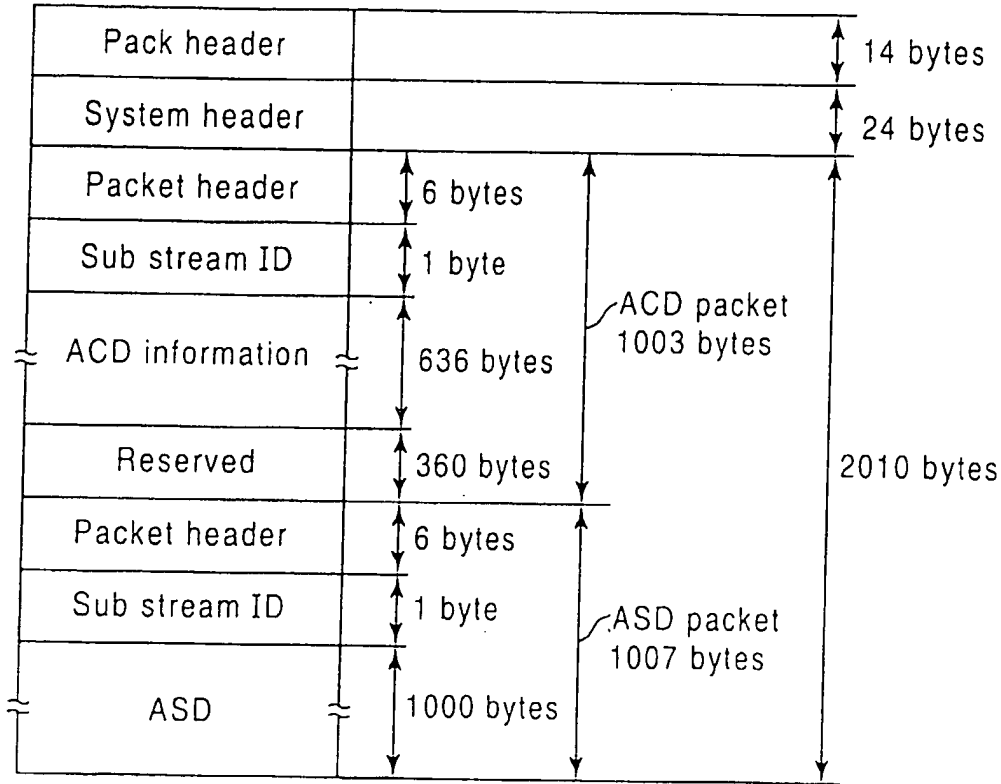 Pack header
14 bytes
System header
24 bytes
Packet header
6 bytes
Sub stream ID
1 byte
ACD information
636 bytes
ACD packet
1003 bytes
Reserved
360 bytes
2010 bytes
Packet header
6 bytes
Sub stream ID
1 byte
ASD packet
1007 bytes
ASD
1000 bytes